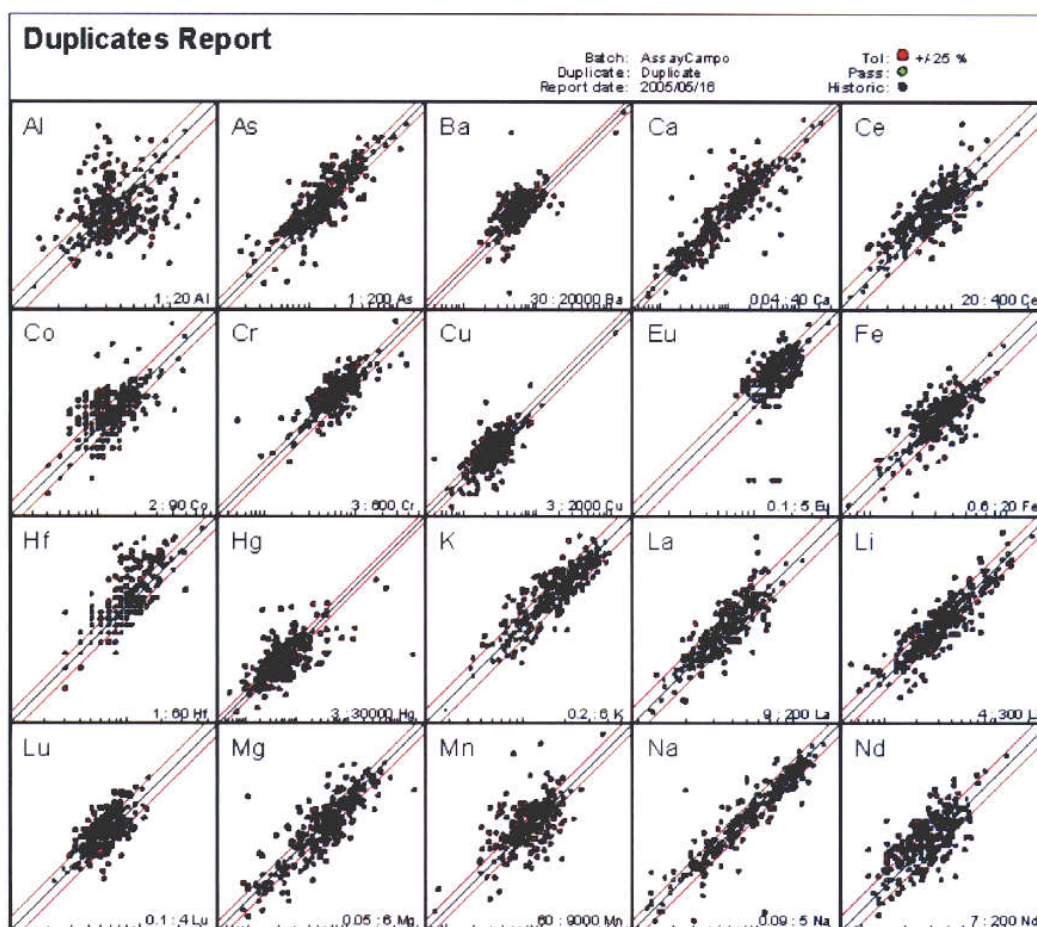 Duplicates Report
Batch: AssayCampo Tol: +/-25 %
Duplicate: Duplicate Pass:
Report date: 2005/05/16 Historic:
Al As Ba Ca Ce
1 : 20 Al 1 : 200 As 30 : 20000 Ba 0.04 : 40 Ca 20 : 400 Ce
Co Cr Cu Eu Fe
2 : 90 Co 3 : 600 Cr 3 : 2000 Cu 0.1 : 5 Eu 0.6 : 20 Fe
Hf Hg K La Li
1 : 60 Hf 3 : 30000 Hg 0.2 : 6 K : 200 La 4 : 300 Li
Lu Mg Mn Na Nd
0.1 : 4 Lu 0.05 : 6 Mg 60 : 9000 Mn 0.09 : 5 Na 7 : 200 Nd